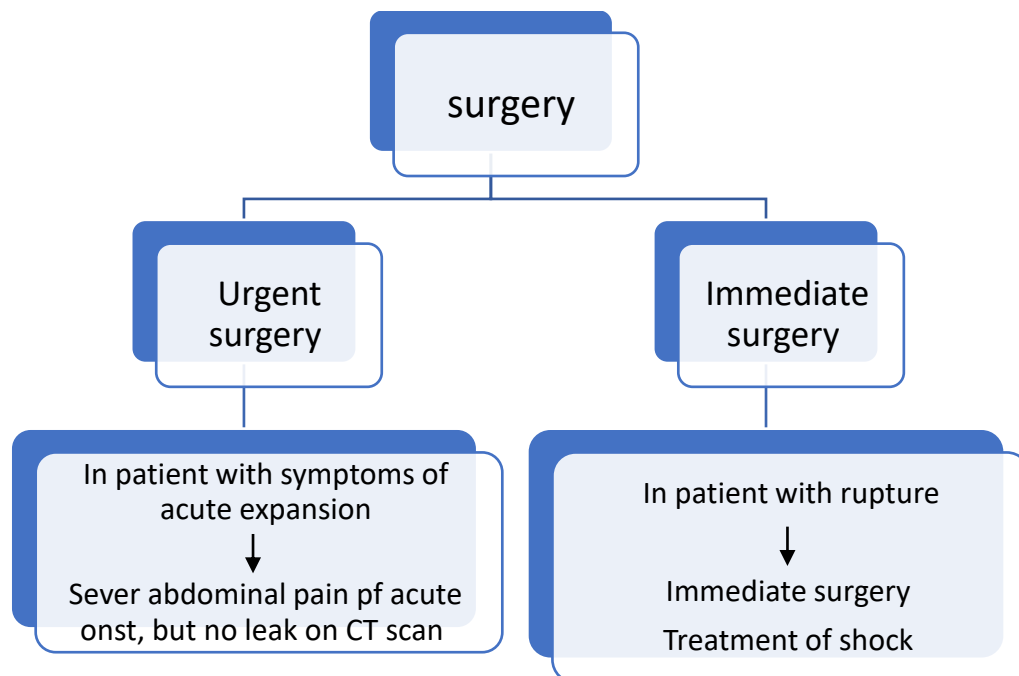 surgery
Urgent
surgery
Immediate
surgery
In patient with symptoms of
acute expansion
Sever abdominal pain pf acute
onst, but no leak on CT scan
In patient with rupture
Immediate surgery
Treatment of shock